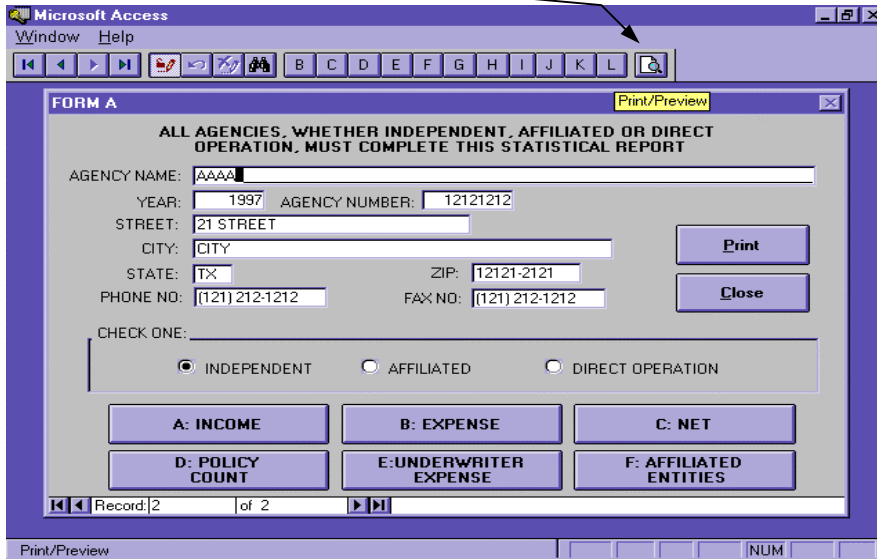 Microsoft Access
Window Help
B C D E F G H I J K L
Print/Preview
FORM A
ALL AGENCIES, WHETHER INDEPENDENT, AFFILIATED OR DIRECT
OPERATION, MUST COMPLETE THIS STATISTICAL REPORT
AGENCY NAME: AAAA
YEAR: 1997 AGENCY NUMBER: 12121212
STREET: 21 STREET
CITY: CITY
Print
STATE: TX ZIP: 12121-2121
Close
PHONE NO: (121) 212-1212 FAX NO: (121) 212-1212
CHECK ONE:
INDEPENDENT AFFILIATED DIRECT OPERATION
A: INCOME B: EXPENSE C: NET
D: POLICY COUNT E:UNDERWRITER EXPENSE F: AFFILIATED ENTITIES
Record: 2 of 2
Print/Preview NUM